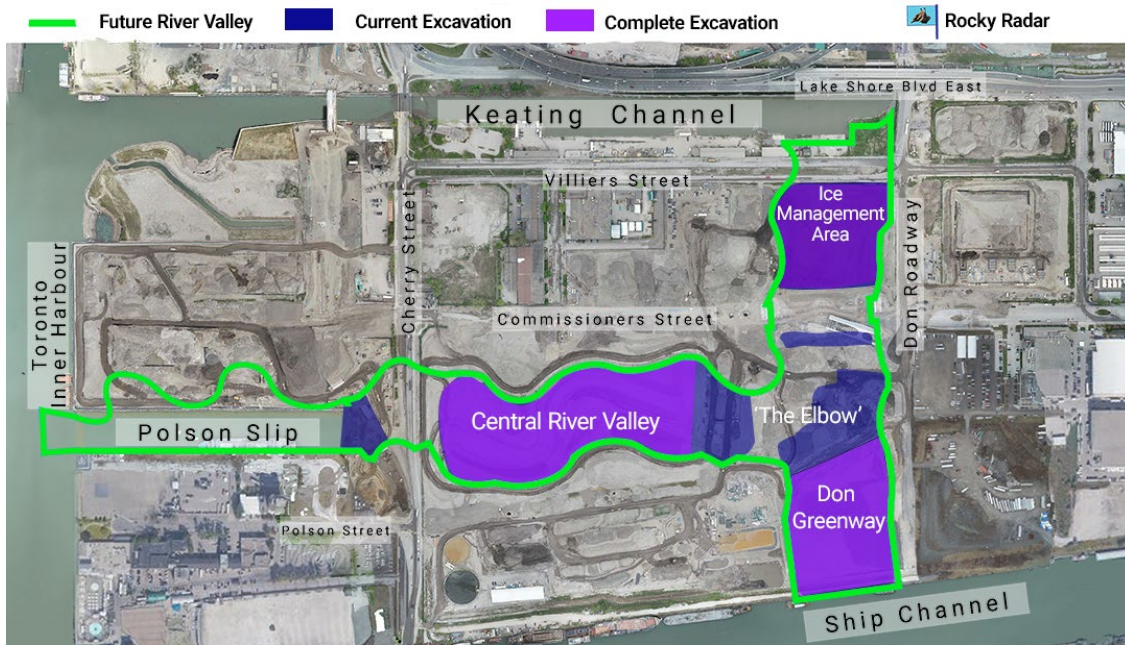 Future River Valley
Current Excavation
Complete Excavation
Rocky Radar
Lake Shore Blvd East
Keating Channel
Villiers Street
Ice
Management
Area
Cherry Street
Don Roadway
Toronto
Inner Harbour
Commissioners Street
Central River Valley
'The Elbow'
Polson Slip
Don
Greenway
Polson Street
Ship Channel